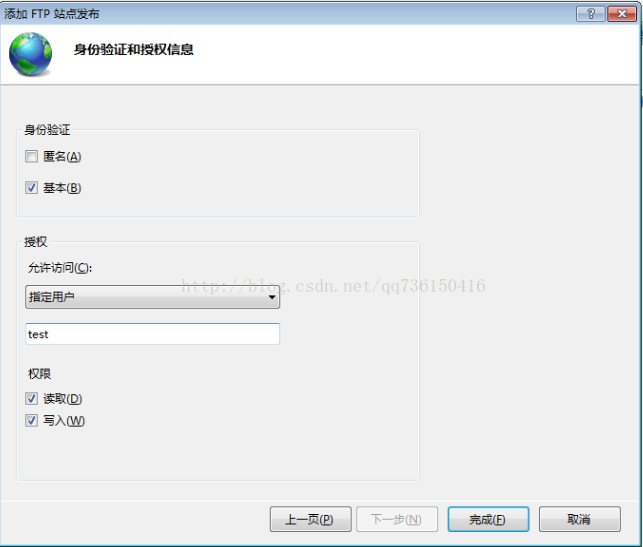 添加 FTP 站点发布
身份验证和授权信息
身份验证
匿名(A)
基本(B)
授权
允许访问(C):
http://blog.csdn.net/qq736150416
指定用户
test
权限
读取(D)
写入(W)
上一页(P) 下一步(N) 完成(F) 取消